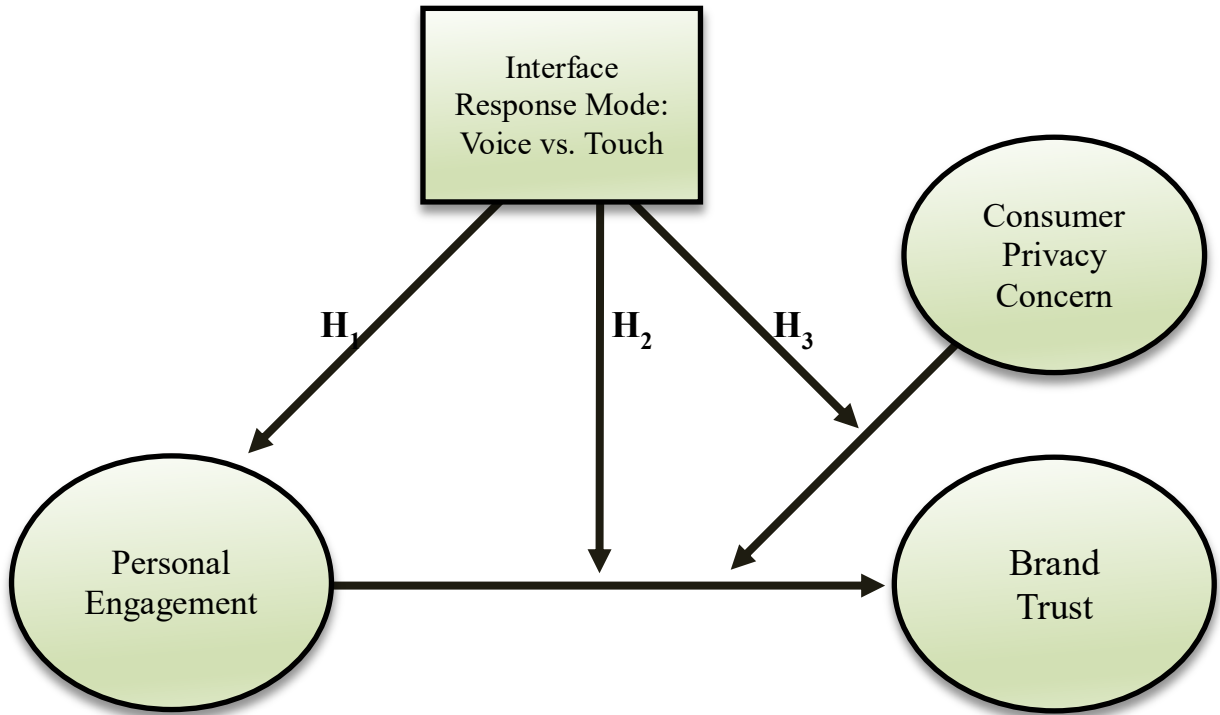 Interface
Response Mode:
Voice vs. Touch
Consumer
Privacy
Concern
H₁
H₂
H₃
Personal
Engagement
Brand
Trust